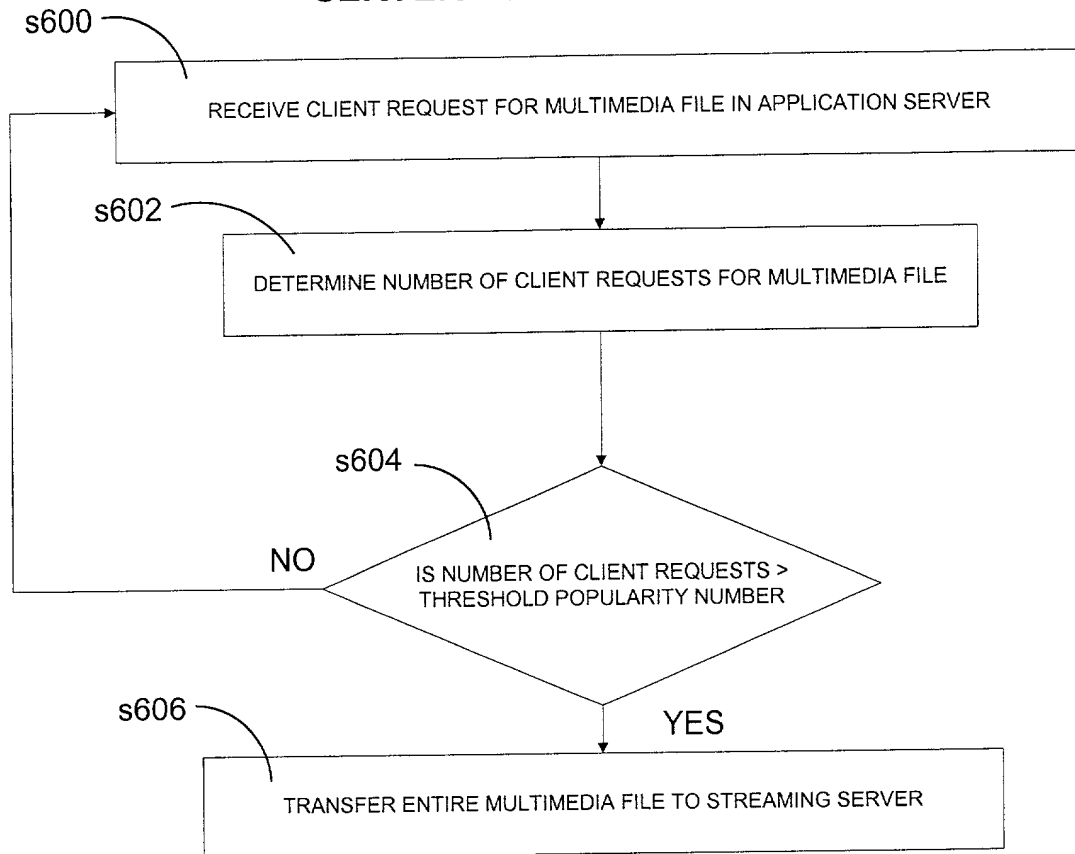 s600
RECEIVE CLIENT REQUEST FOR MULTIMEDIA FILE IN APPLICATION SERVER
s602
DETERMINE NUMBER OF CLIENT REQUESTS FOR MULTIMEDIA FILE
s604
NO
IS NUMBER OF CLIENT REQUESTS >
THRESHOLD POPULARITY NUMBER
s606
YES
TRANSFER ENTIRE MULTIMEDIA FILE TO STREAMING SERVER